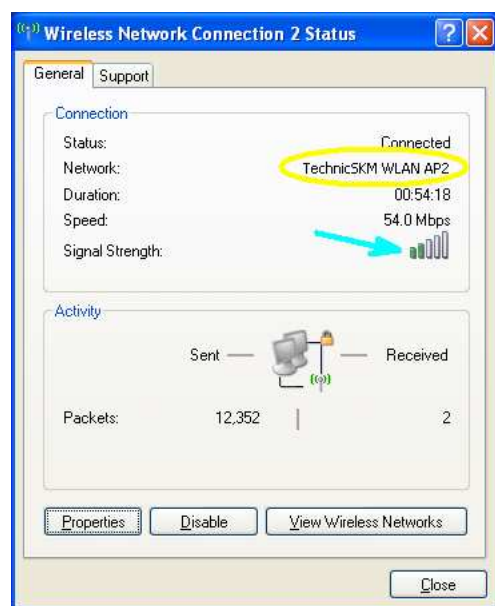 Wireless Network Connection 2 Status
General Support
Connection
Status: Connected
Network: TechnicSKM WLAN AP2
Duration: 00:54:18
Speed: 54.0 Mbps
Signal Strength:
Activity
Sent Received
Packets: 12,352 2
Properties Disable View Wireless Networks
Close